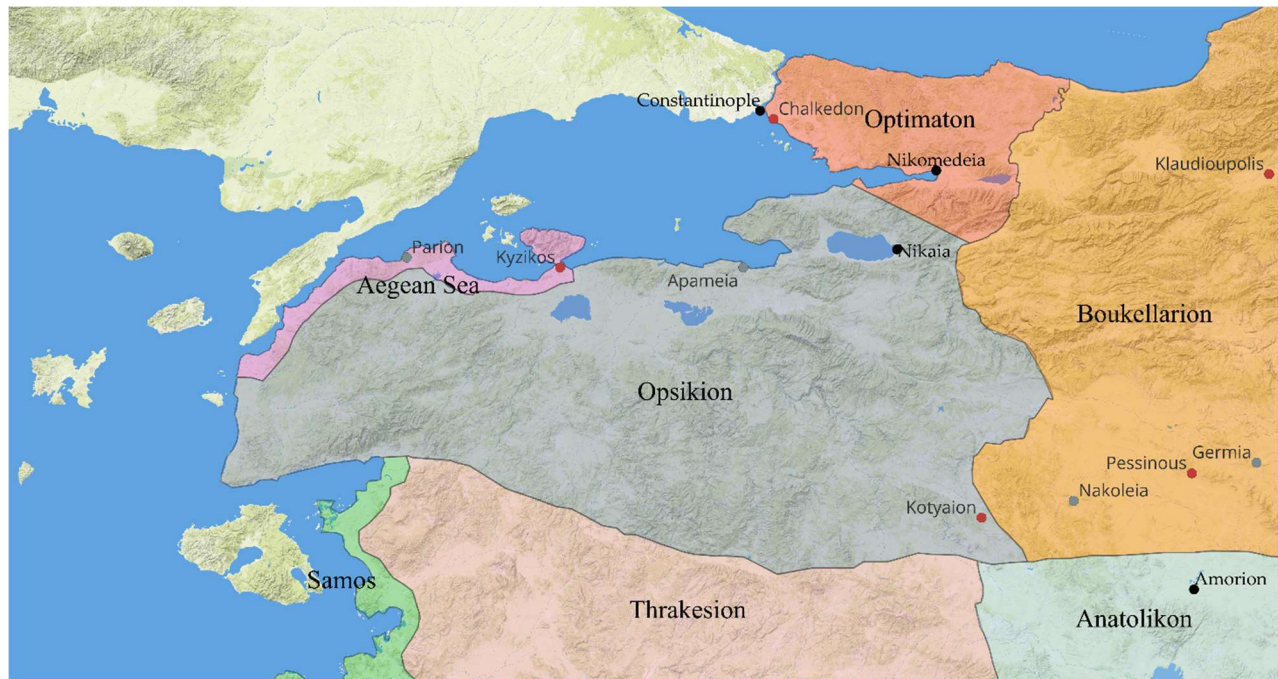 Constantinople
Chalkedon
Optimaton
Nikomedeia
Klaudioupolis
Parion
Kyzikos
Nikaia
Aegean Sea
Apameia
Boukellarion
Opsikion
Germia
Pessinous
Nakoleia
Kotyaion
Samos
Amorion
Thrakesion
Anatolikon